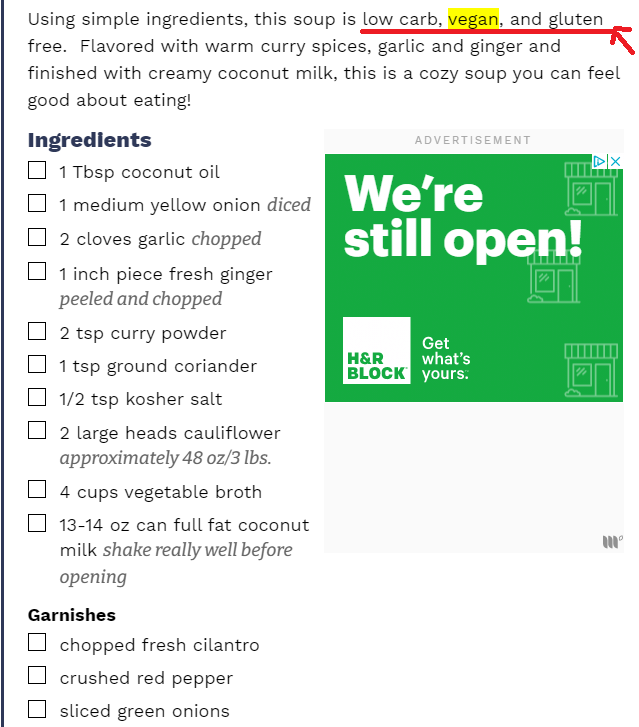 Using simple ingredients, this soup is low carb, vegan, and gluten
free. Flavored with warm curry spices, garlic and ginger and
finished with creamy coconut milk, this is a cozy soup you can feel
good about eating!
Ingredients
1 Tbsp coconut oil
1 medium yellow onion diced
2 cloves garlic chopped
1 inch piece fresh ginger
peeled and chopped
2 tsp curry powder
1 tsp ground coriander
1/2 tsp kosher salt
2 large heads cauliflower
approximately 48 oz/3 lbs.
4 cups vegetable broth
13-14 oz can full fat coconut
milk shake really well before
opening
Garnishes
chopped fresh cilantro
crushed red pepper
sliced green onions
ADVERTISEMENT
We're
still open!
H&R
BLOCK
Get
what's
yours.